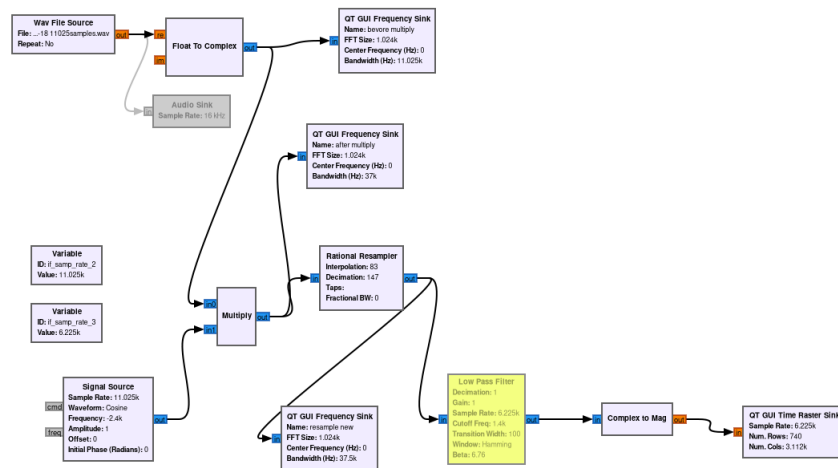 Wav File Source
File: ...-18 11025samples.wav
Repeat: No
out
re
im
Float To Complex
out
in
QT GUI Frequency Sink
Name: bevore multiply
FFT Size: 1.024k
Center Frequency (Hz): 0
Bandwidth (Hz): 11.025k
in
Audio Sink
Sample Rate: 16 kHz
in
QT GUI Frequency Sink
Name: after multiply
FFT Size: 1.024k
Center Frequency (Hz): 0
Bandwidth (Hz): 37k
Variable
ID: if_samp_rate_2
Value: 11.025k
Variable
ID: if_samp_rate_3
Value: 6.225k
in0
in1
Multiply
out
in
Rational Resampler
Interpolation: 83
Decimation: 147
Taps:
Fractional BW: 0
out
cmd
freq
Signal Source
Sample Rate: 11.025k
Waveform: Cosine
Frequency: -2.4k
Amplitude: 1
Offset: 0
Initial Phase (Radians): 0
out
in
QT GUI Frequency Sink
Name: resample new
FFT Size: 1.024k
Center Frequency (Hz): 0
Bandwidth (Hz): 37.5k
in
Low Pass Filter
Decimation: 1
Gain: 1
Sample Rate: 6.225k
Cutoff Freq: 1.4k
Transition Width: 100
Window: Hamming
Beta: 6.76
out
in
Complex to Mag
out
in
QT GUI Time Raster Sink
Sample Rate: 6.225k
Num. Rows: 740
Num. Cols: 3.112k